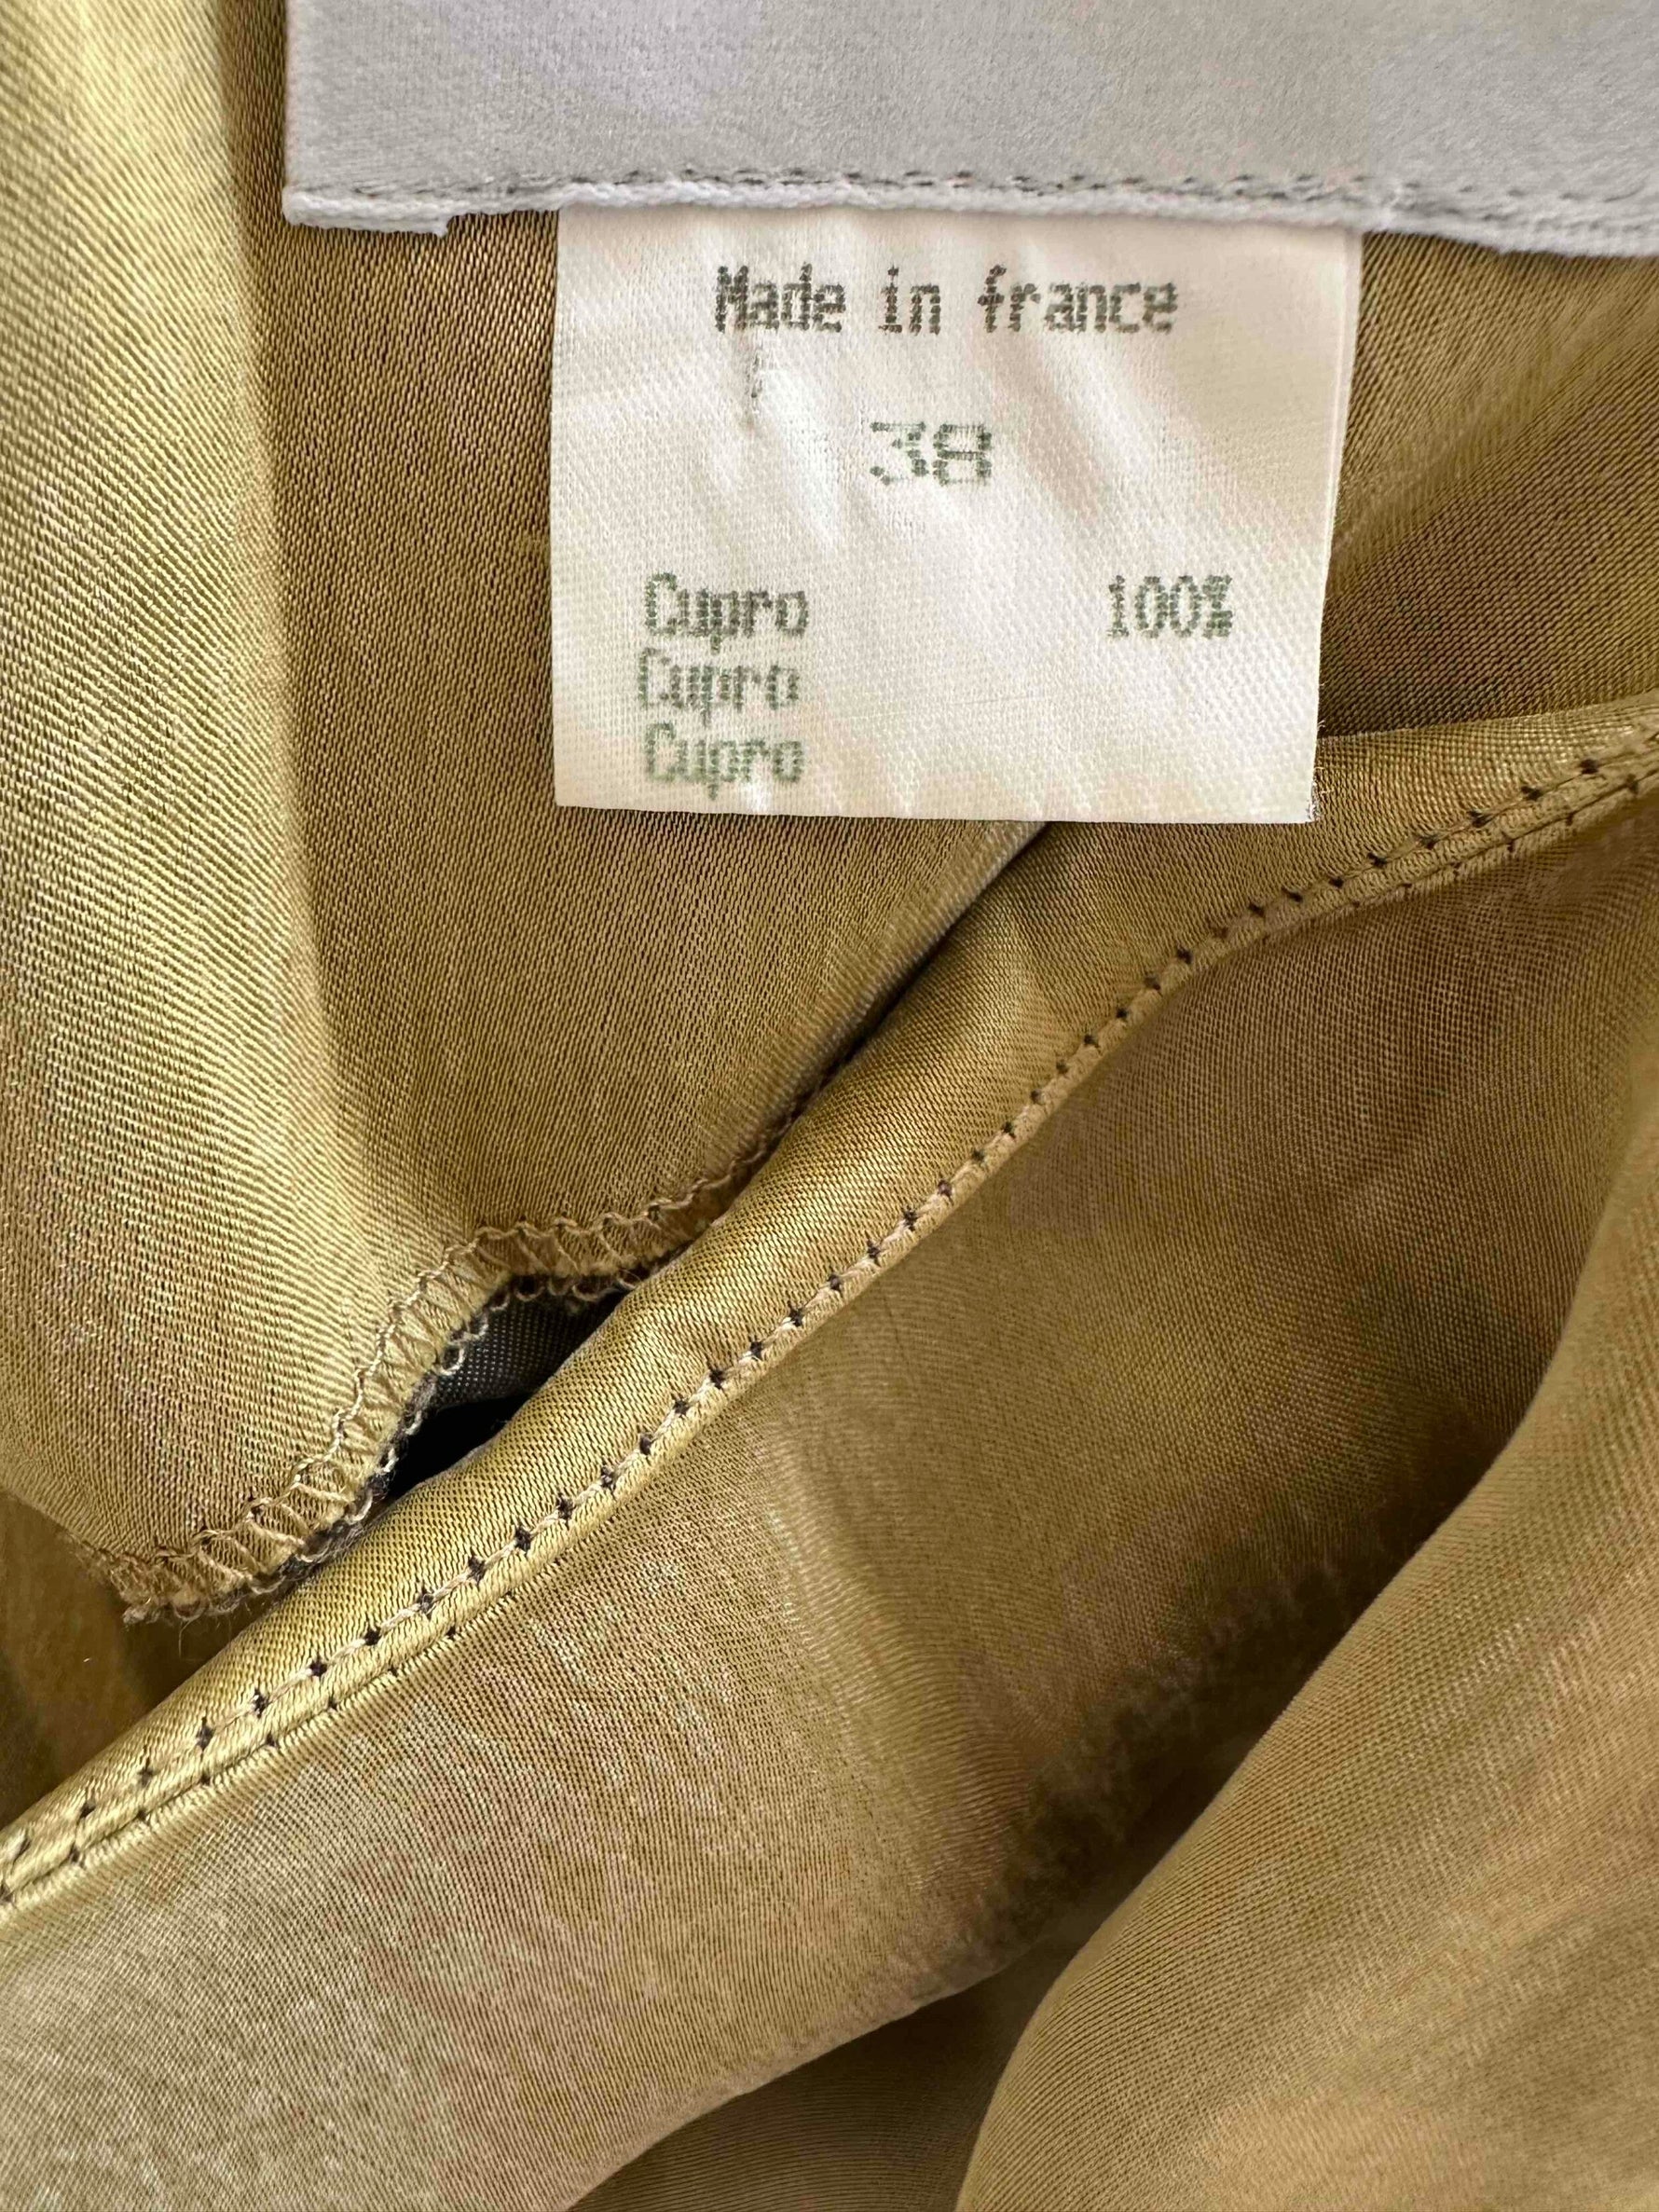 Made in france
38
Cupro 100%
Cupro
Cupro